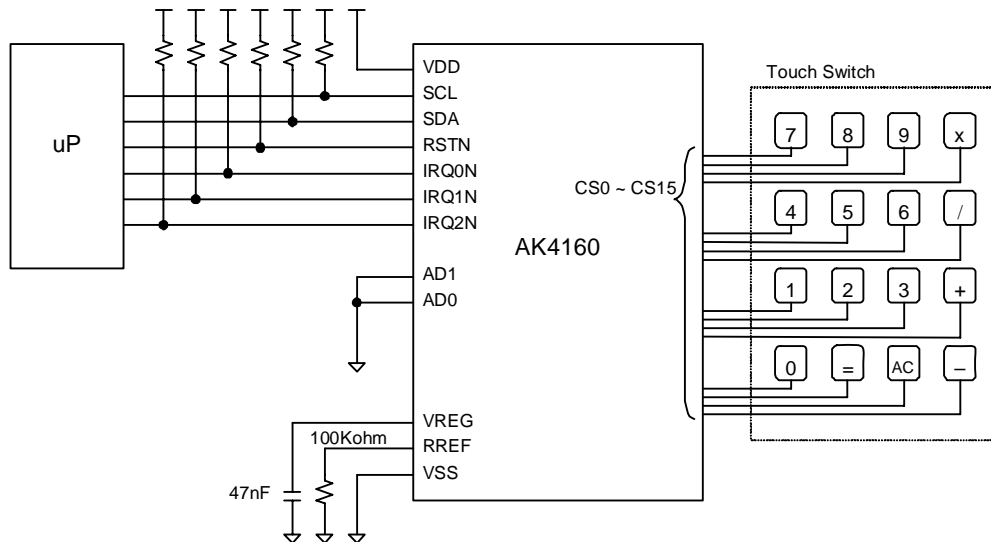 uP
VDD
SCL
SDA
RSTN
IRQ0N
IRQ1N
IRQ2N
AD1
AD0
VREG
RREF
VSS
100Kohm
47nF
AK4160
CS0 ~ CS15
Touch Switch
7 8 9 x
4 5 6 /
1 2 3 +
0 = AC –